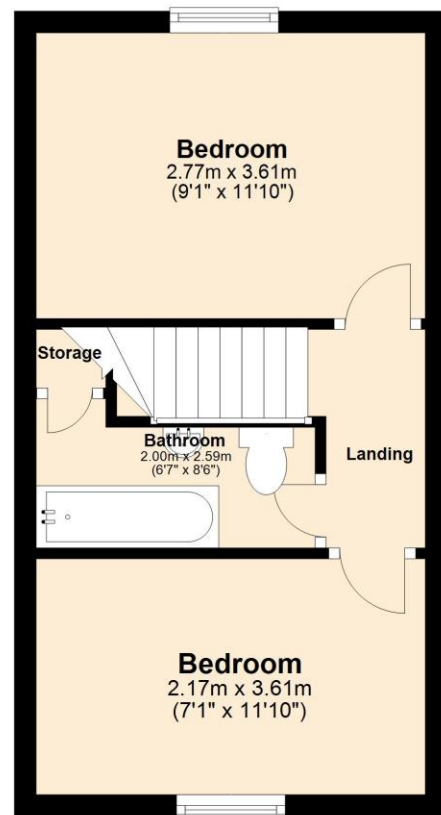 Bedroom
2.77m x 3.61m
(9'1" x 11'10")
Storage
Bathroom
2.00m x 2.59m
(6'7" x 8'6")
Landing
Bedroom
2.17m x 3.61m
(7'1" x 11'10")